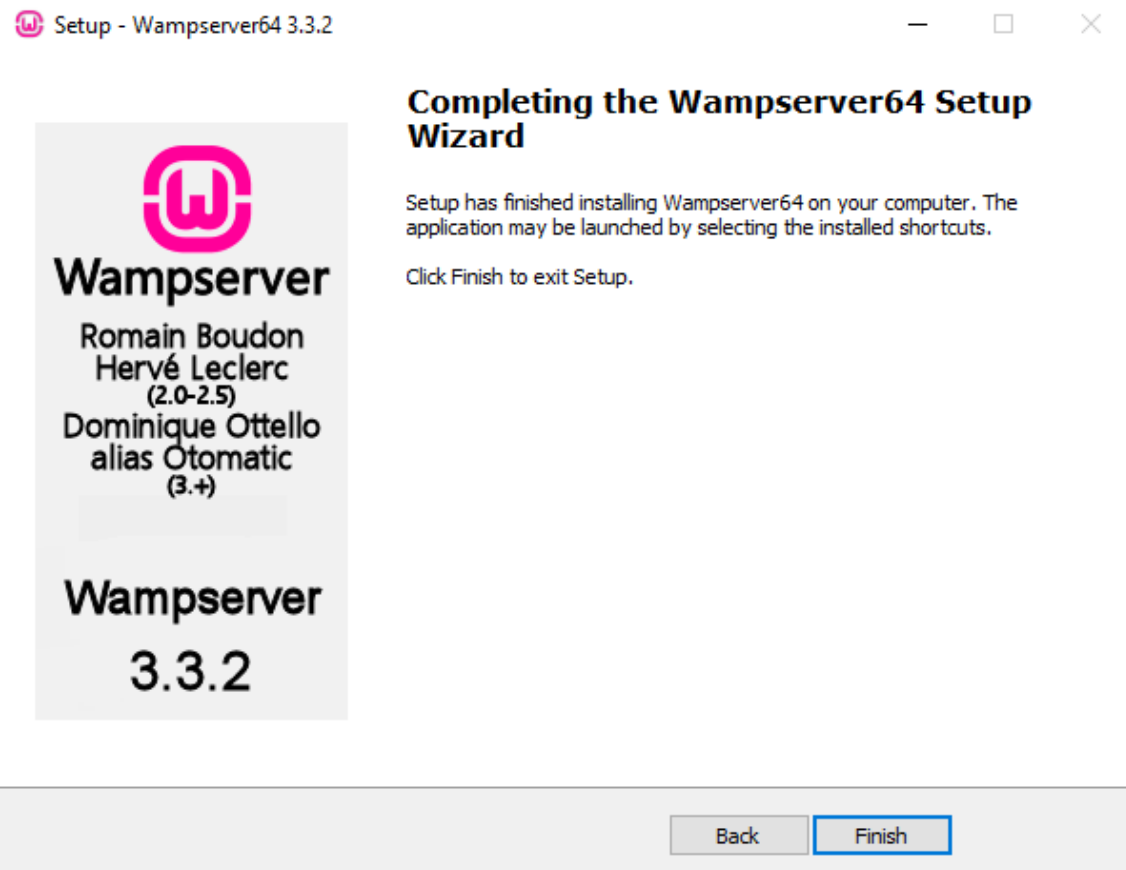 Setup - Wampserver64 3.3.2
Completing the Wampserver64 Setup
Wizard
Setup has finished installing Wampserver64 on your computer. The
application may be launched by selecting the installed shortcuts.
Click Finish to exit Setup.
Wampserver
Romain Boudon
Hervé Leclerc
(2.0-2.5)
Dominique Ottello
alias Otomatic
(3.+)
Wampserver
3.3.2
Back
Finish